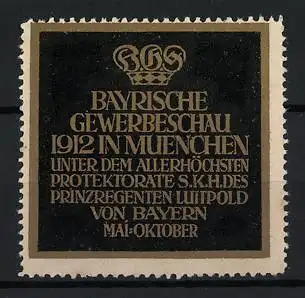 BGS
BAYRISCHE
GEWERBESCHAU
1912 IN MUENCHEN
UNTER DEM ALLERHÖCHSTEN
PROTEKTORATE S.K.H.DES
PRINZREGENTEN LUITPOLD
VON BAYERN
MAI=OKTOBER